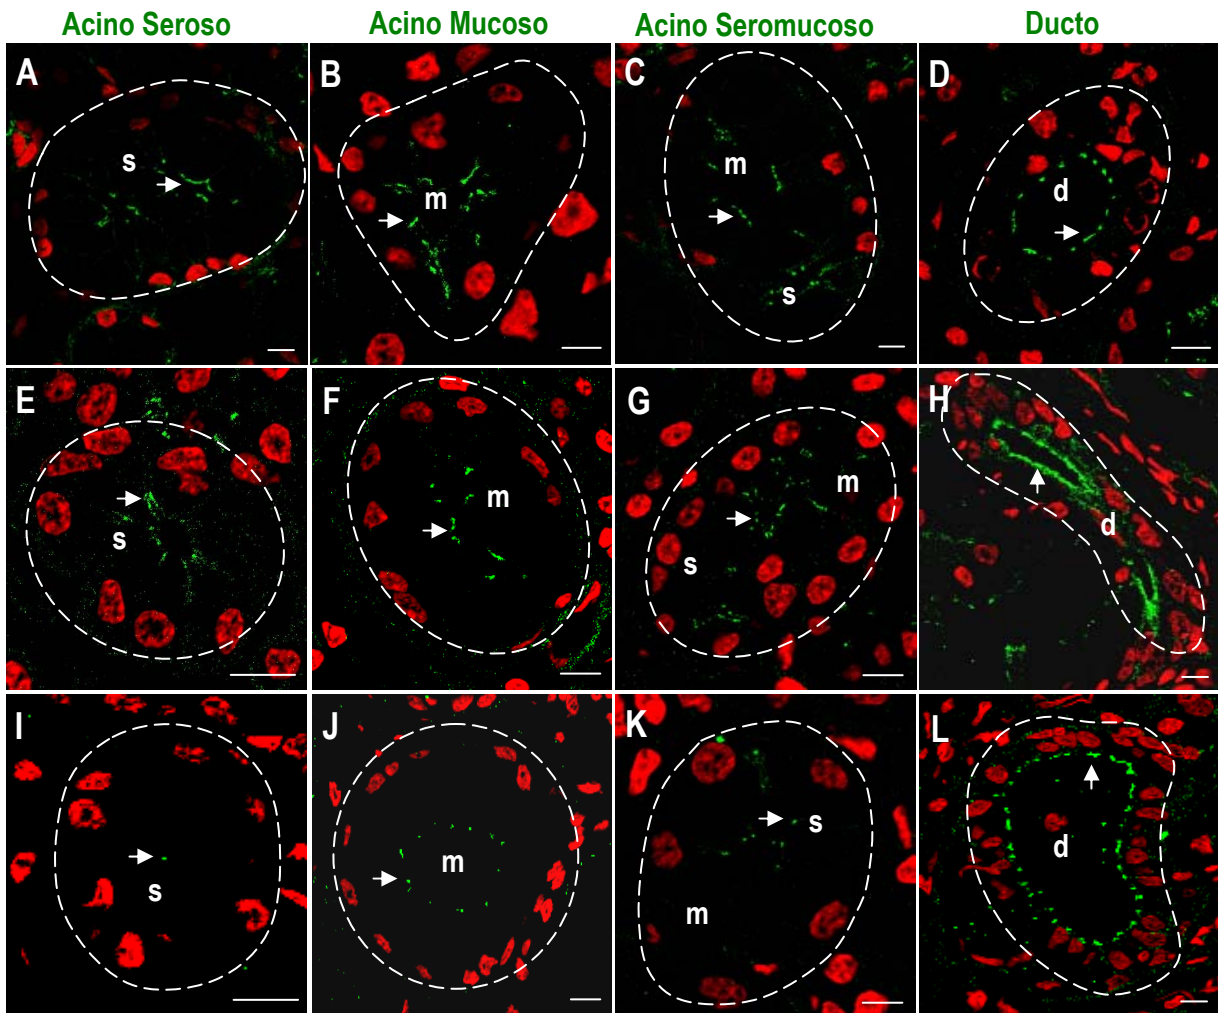 Acino Seroso Acino Mucoso Acino Seromucoso Ducto
A B C D
s m m d
s
E F G H
s m m d
s
I J K L
s m s d
m